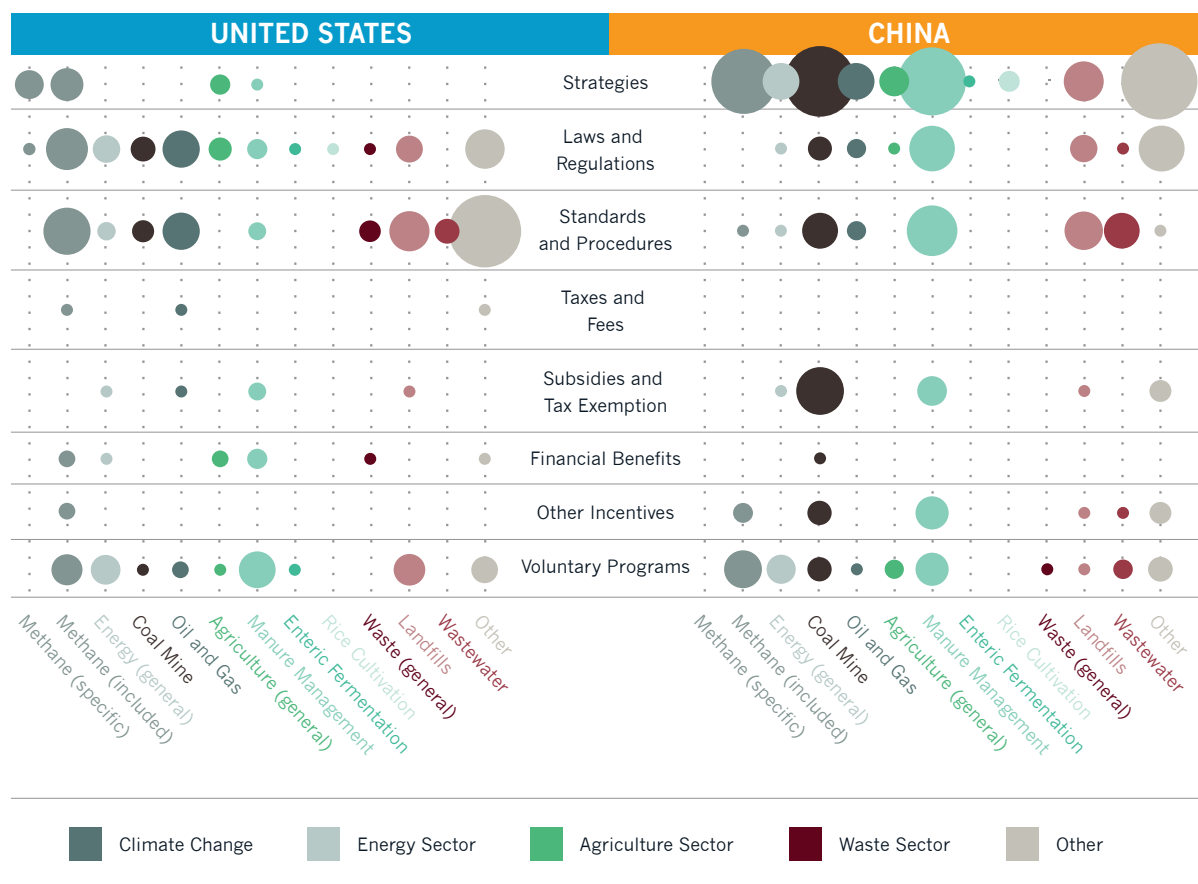 UNITED STATES
CHINA
Strategies
Laws and
Regulations
Standards
and Procedures
Taxes and
Fees
Subsidies and
Tax Exemption
Financial Benefits
Other Incentives
Voluntary Programs
Methane (specific)
Methane (included)
Energy (general)
Coal Mine
Oil and Gas
Agriculture (general)
Manure Management
Enteric Fermentation
Rice Cultivation
Waste (general)
Landfills
Wastewater
Other
Methane (specific)
Methane (included)
Energy (general)
Coal Mine
Oil and Gas
Agriculture (general)
Manure Management
Enteric Fermentation
Rice Cultivation
Waste (general)
Landfills
Wastewater
Other
Climate Change
Energy Sector
Agriculture Sector
Waste Sector
Other